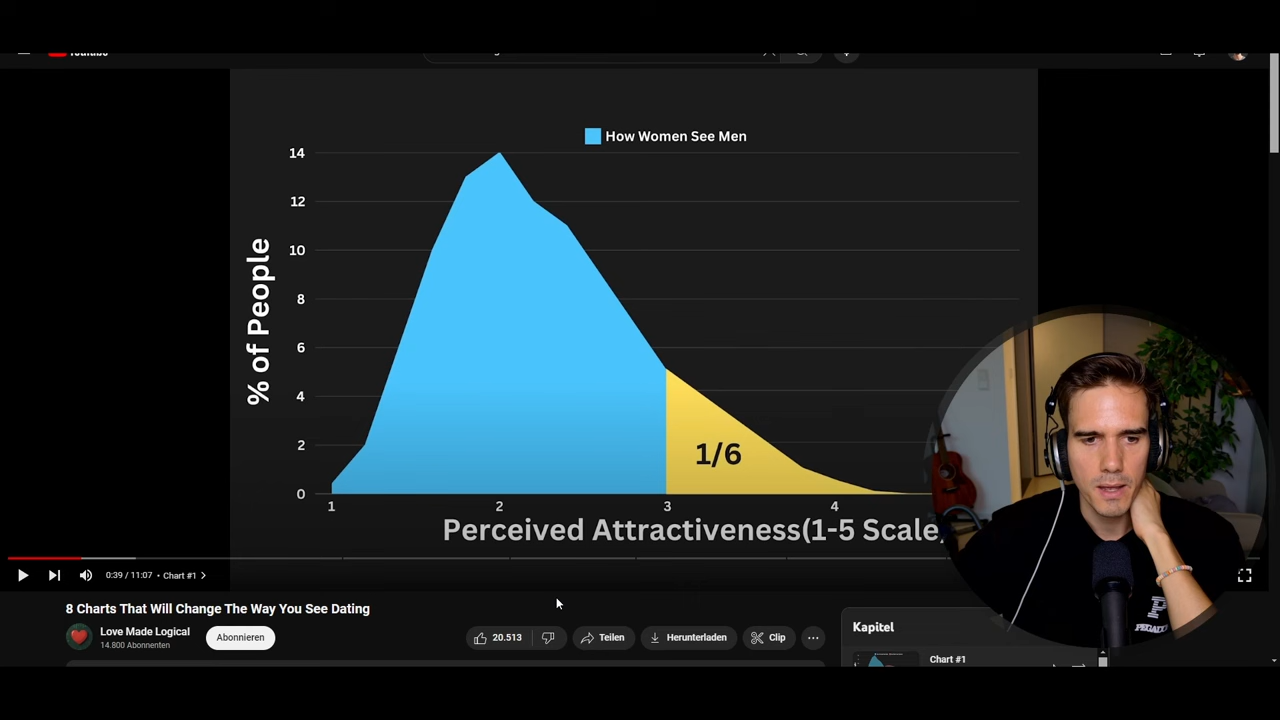 How Women See Men
14
12
10
8
6
4
2
0
% of People
1/6
1
2
3
4
Perceived Attractiveness(1-5 Scale)
0:39 / 11:07 • Chart #1
8 Charts That Will Change The Way You See Dating
Love Made Logical
14.800 Abonnenten
Abonnieren
20.513
Teilen
Herunterladen
Clip
Kapitel
Chart #1